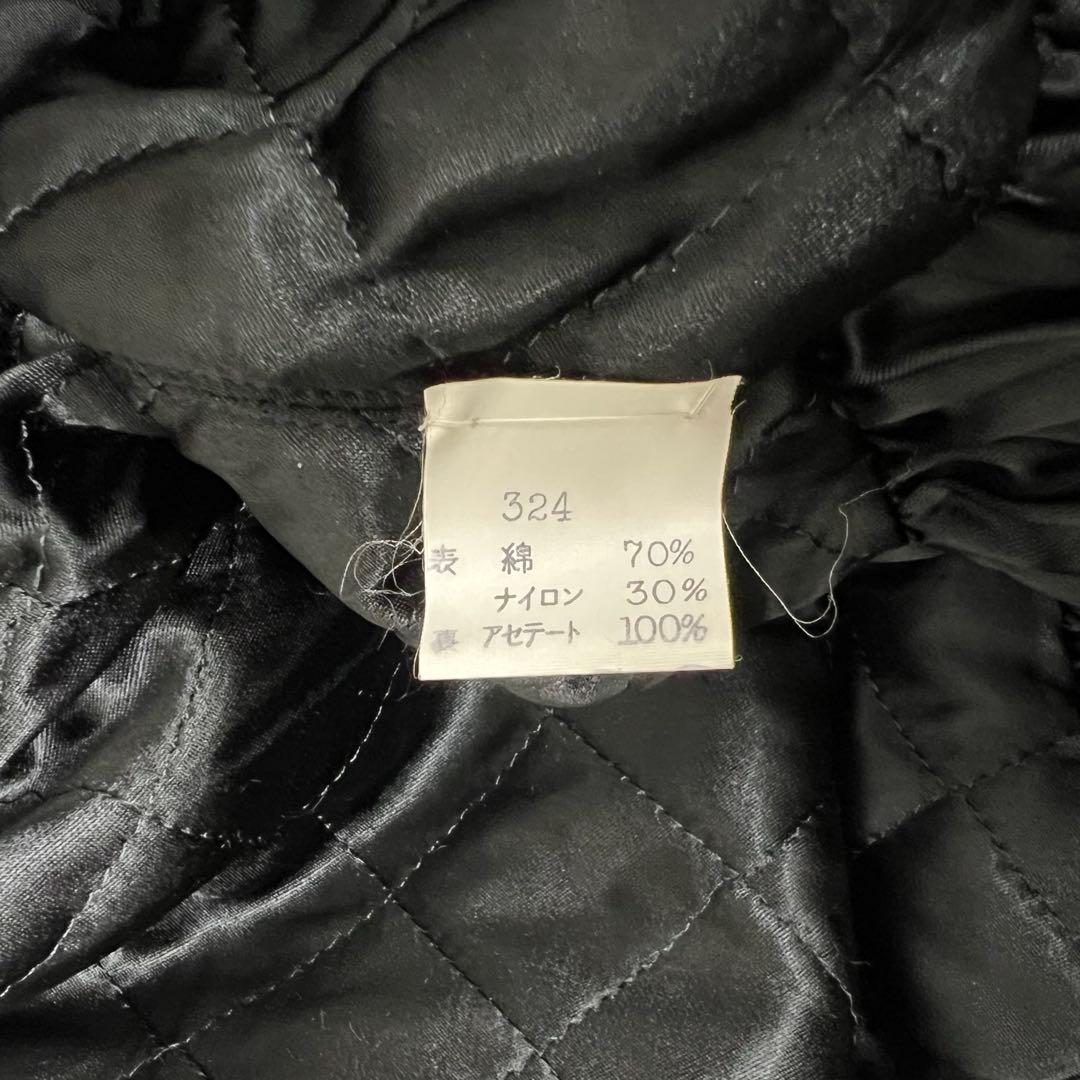 324
表 綿 70%
ナイロン 30%
裏 アセテート 100%